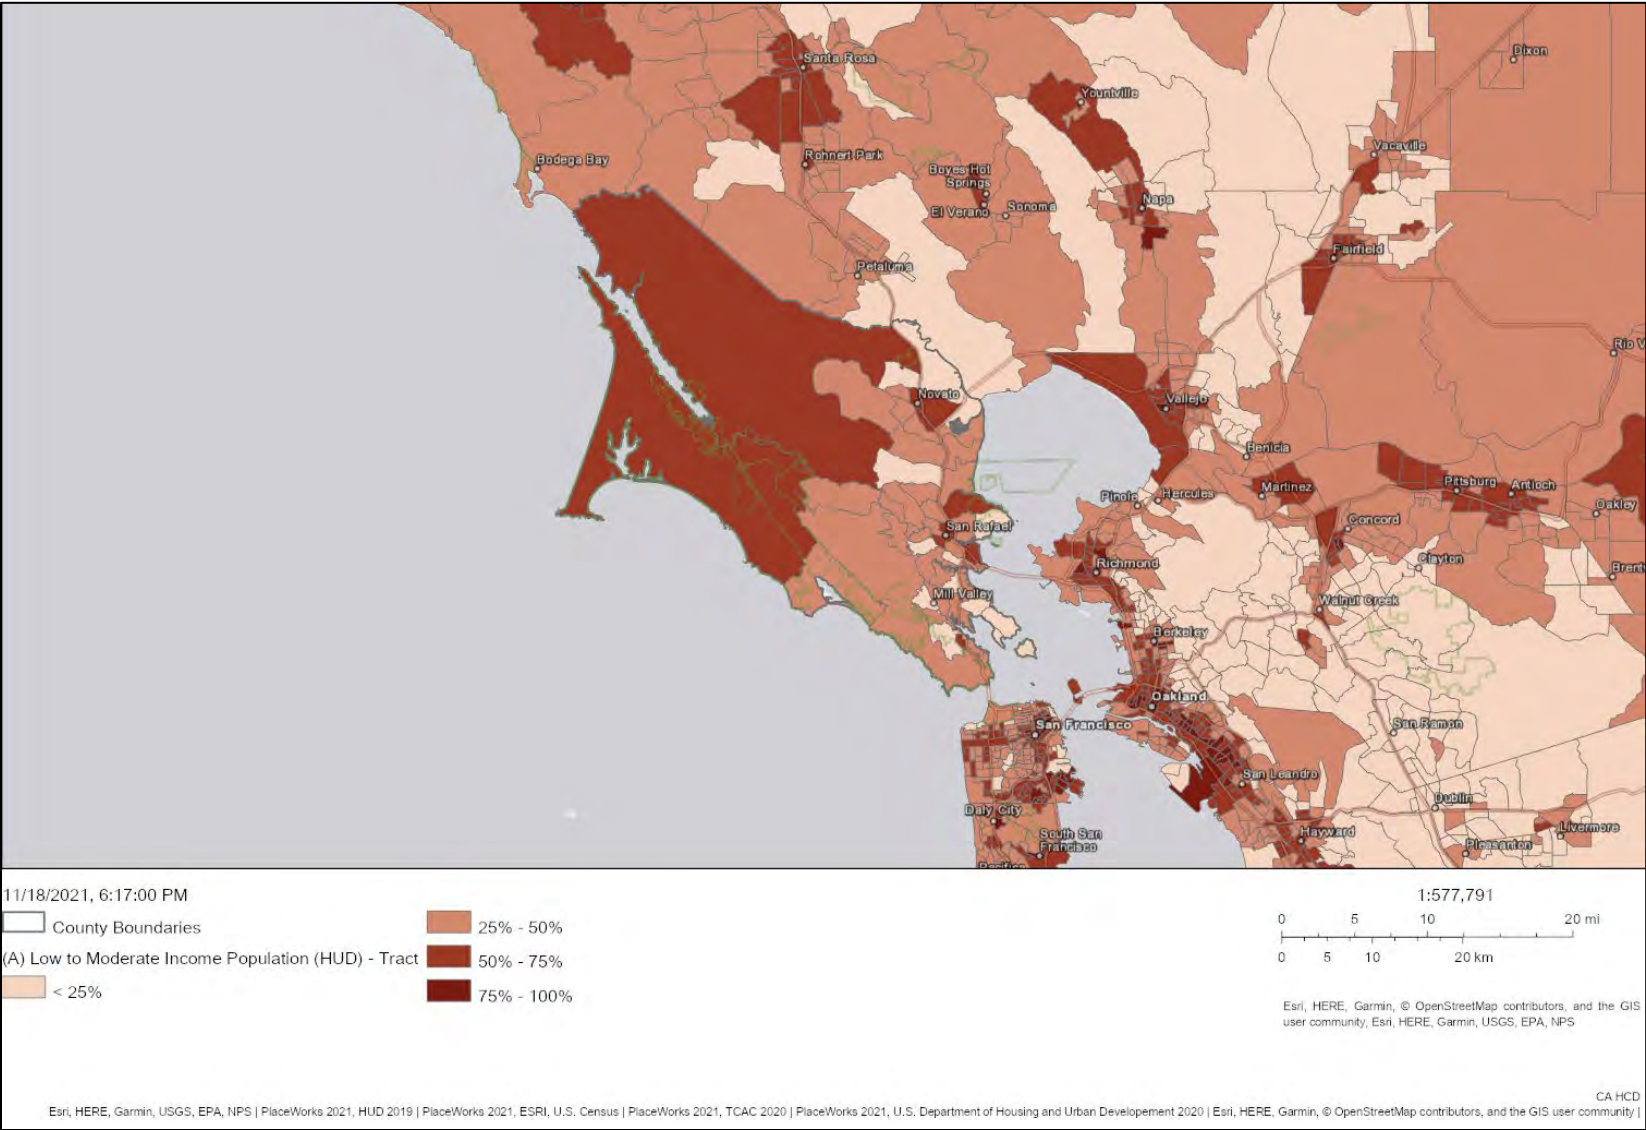 Dixon
Santa Rosa
Yountville
Vacaville
Bodega Bay
Rohnert Park
Boyes Hot
Springs
El Verano
Sonoma
Napa
Fairfield
Petaluma
Rio V
Novato
Vallejo
Benicia
Pinole
Hercules
Martinez
Pittsburg
Antioch
Oakley
Concord
San Rafael
Clayton
Richmond
Brent
Mill Valley
Walnut Creek
Berkeley
Oakland
San Francisco
San Ramon
San Leandro
Dublin
Daly City
South San
Francisco
Hayward
Livermore
Pleasanton
Pacifica
11/18/2021, 6:17:00 PM
County Boundaries
(A) Low to Moderate Income Population (HUD) - Tract
< 25%
25% - 50%
50% - 75%
75% - 100%
1:577,791
0 5 10 20 mi
0 5 10 20 km
Esri, HERE, Garmin, © OpenStreetMap contributors, and the GIS
user community, Esri, HERE, Garmin, USGS, EPA, NPS
CA HCD
Esri, HERE, Garmin, USGS, EPA, NPS | PlaceWorks 2021, HUD 2019 | PlaceWorks 2021, ESRI, U.S. Census | PlaceWorks 2021, TCAC 2020 | PlaceWorks 2021, U.S. Department of Housing and Urban Developement 2020 | Esri, HERE, Garmin, © OpenStreetMap contributors, and the GIS user community |